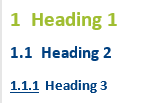 1 Heading 1
1.1 Heading 2
1.1.1 Heading 3